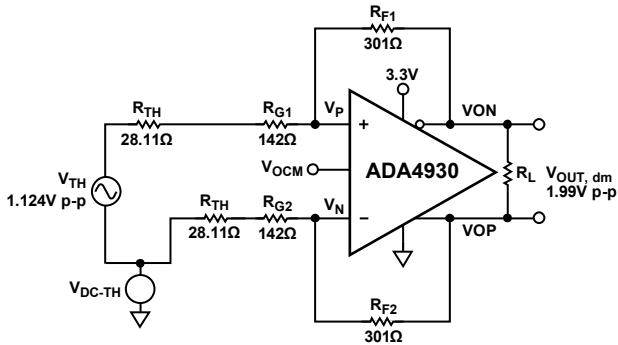 RF1
301Ω
3.3V
RTH
28.11Ω
RG1
142Ω
VP
+
VON
VTH
1.124V p-p
VOCM
ADA4930
RL
VOUT, dm
1.99V p-p
RTH
28.11Ω
RG2
142Ω
VN
–
VOP
VDC-TH
RF2
301Ω